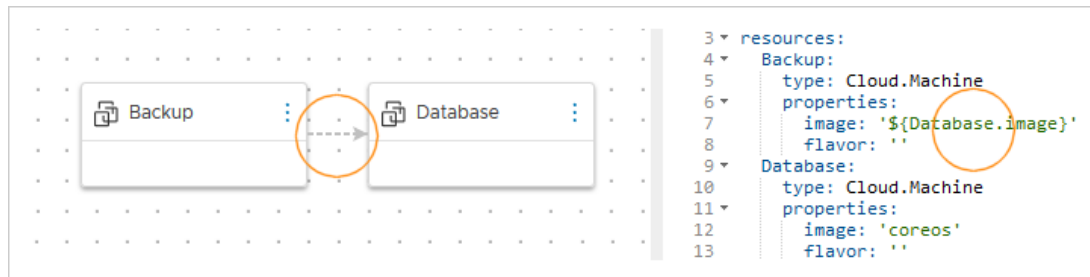 Backup
Database
3 resources:
4 Backup:
5 type: Cloud.Machine
6 properties:
7 image: '${Database.image}'
8 flavor: ''
9 Database:
10 type: Cloud.Machine
11 properties:
12 image: 'coreos'
13 flavor: ''